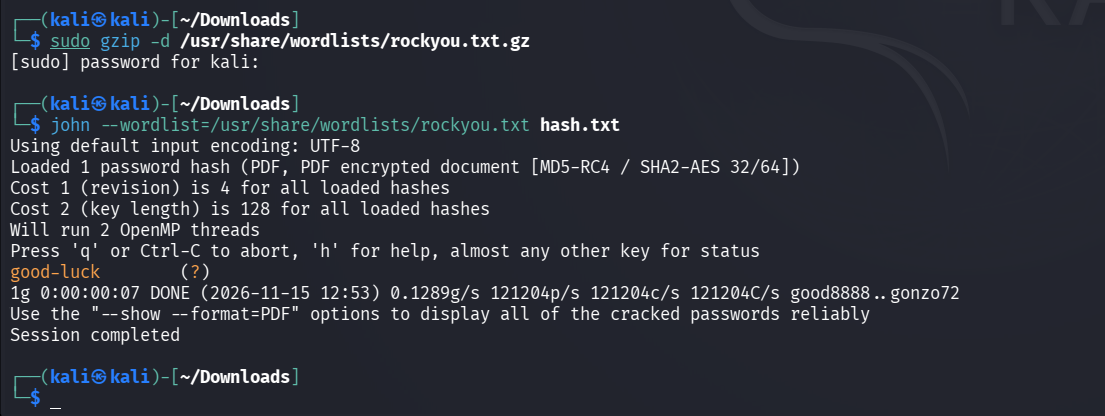 ┌──(kali㉿kali)-[~/Downloads]
└─$ sudo gzip -d /usr/share/wordlists/rockyou.txt.gz
[sudo] password for kali:
┌──(kali㉿kali)-[~/Downloads]
└─$ john --wordlist=/usr/share/wordlists/rockyou.txt hash.txt
Using default input encoding: UTF-8
Loaded 1 password hash (PDF, PDF encrypted document [MD5-RC4 / SHA2-AES 32/64])
Cost 1 (revision) is 4 for all loaded hashes
Cost 2 (key length) is 128 for all loaded hashes
Will run 2 OpenMP threads
Press 'q' or Ctrl-C to abort, 'h' for help, almost any other key for status
good-luck        (?)
1g 0:00:00:07 DONE (2026-11-15 12:53) 0.1289g/s 121204p/s 121204c/s 121204C/s good8888..gonzo72
Use the "--show --format=PDF" options to display all of the cracked passwords reliably
Session completed
┌──(kali㉿kali)-[~/Downloads]
└─$ _